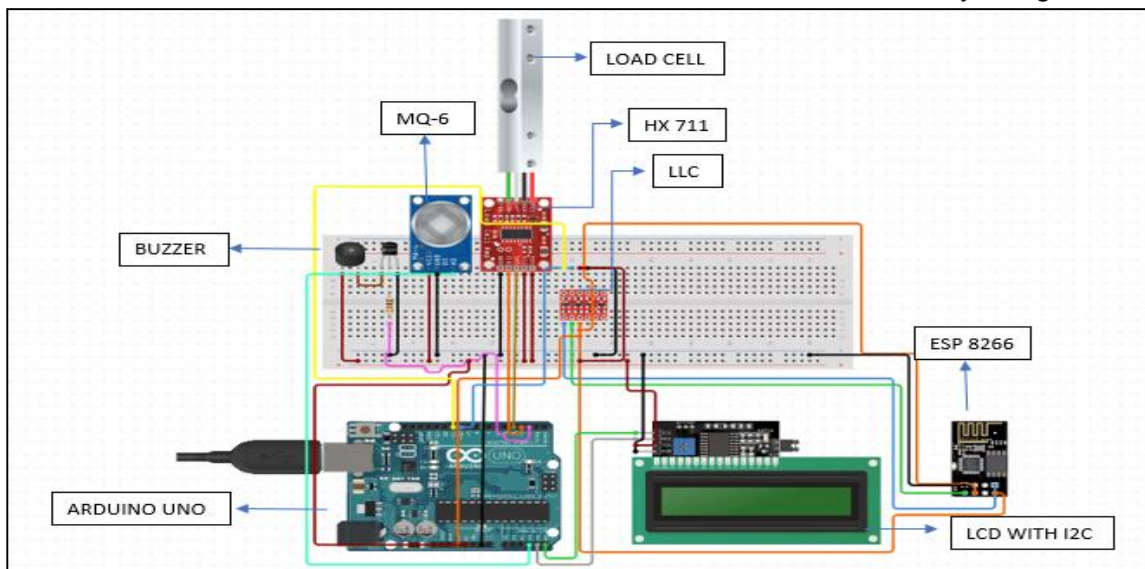 LOAD CELL
MQ-6
HX 711
LLC
BUZZER
ESP 8266
UNO
ARDUINO UNO
LCD WITH I2C